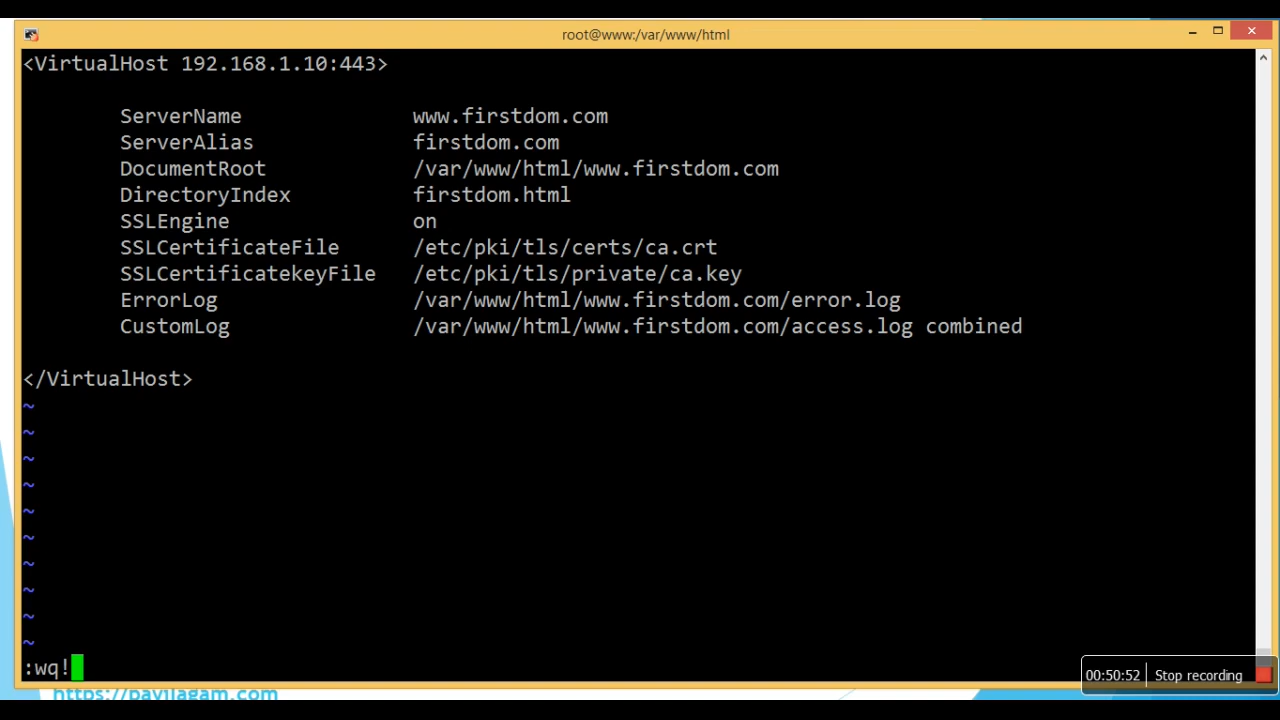 root@www:/var/www/html
<VirtualHost 192.168.1.10:443>
ServerName www.firstdom.com
ServerAlias firstdom.com
DocumentRoot /var/www/html/www.firstdom.com
DirectoryIndex firstdom.html
SSLEngine on
SSLCertificateFile /etc/pki/tls/certs/ca.crt
SSLCertificatekeyFile /etc/pki/tls/private/ca.key
ErrorLog /var/www/html/www.firstdom.com/error.log
CustomLog /var/www/html/www.firstdom.com/access.log combined
</VirtualHost>
~
~
~
~
~
~
~
~
~
~
:wq!
00:50:52 Stop recording
https://payilagam.com